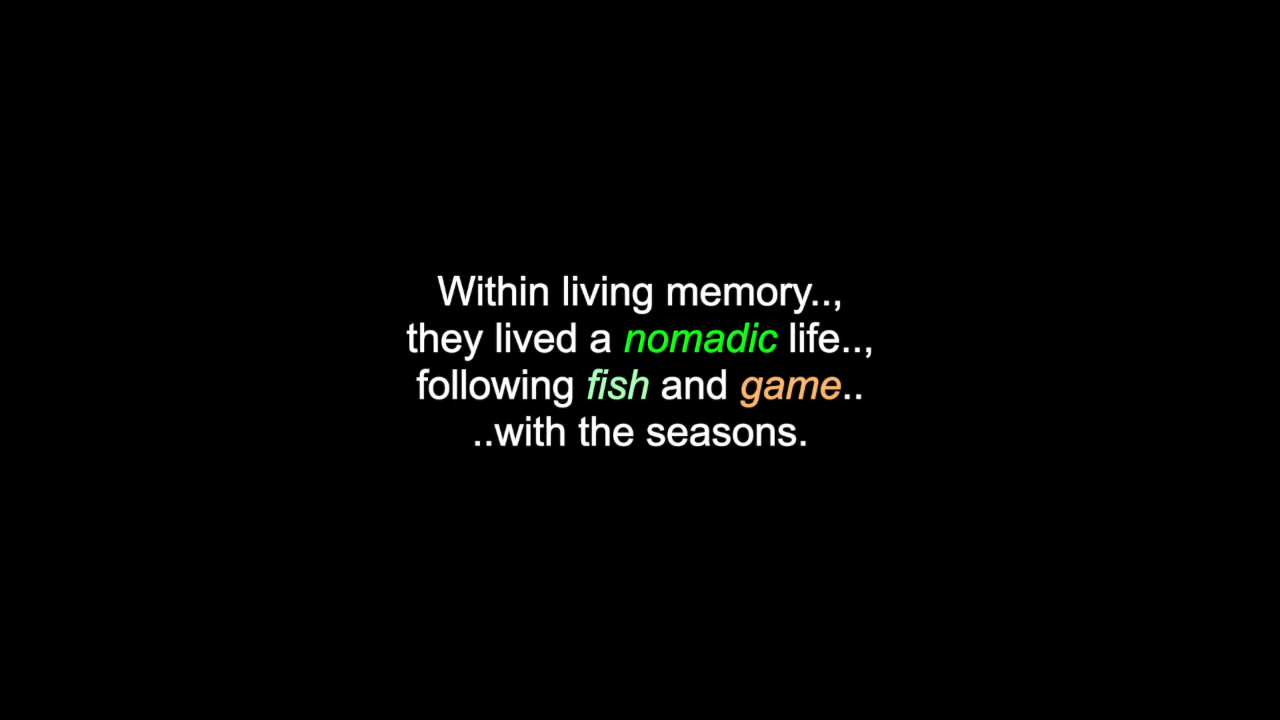 Within living memory..,
they lived a nomadic life..,
following fish and game..
..with the seasons.